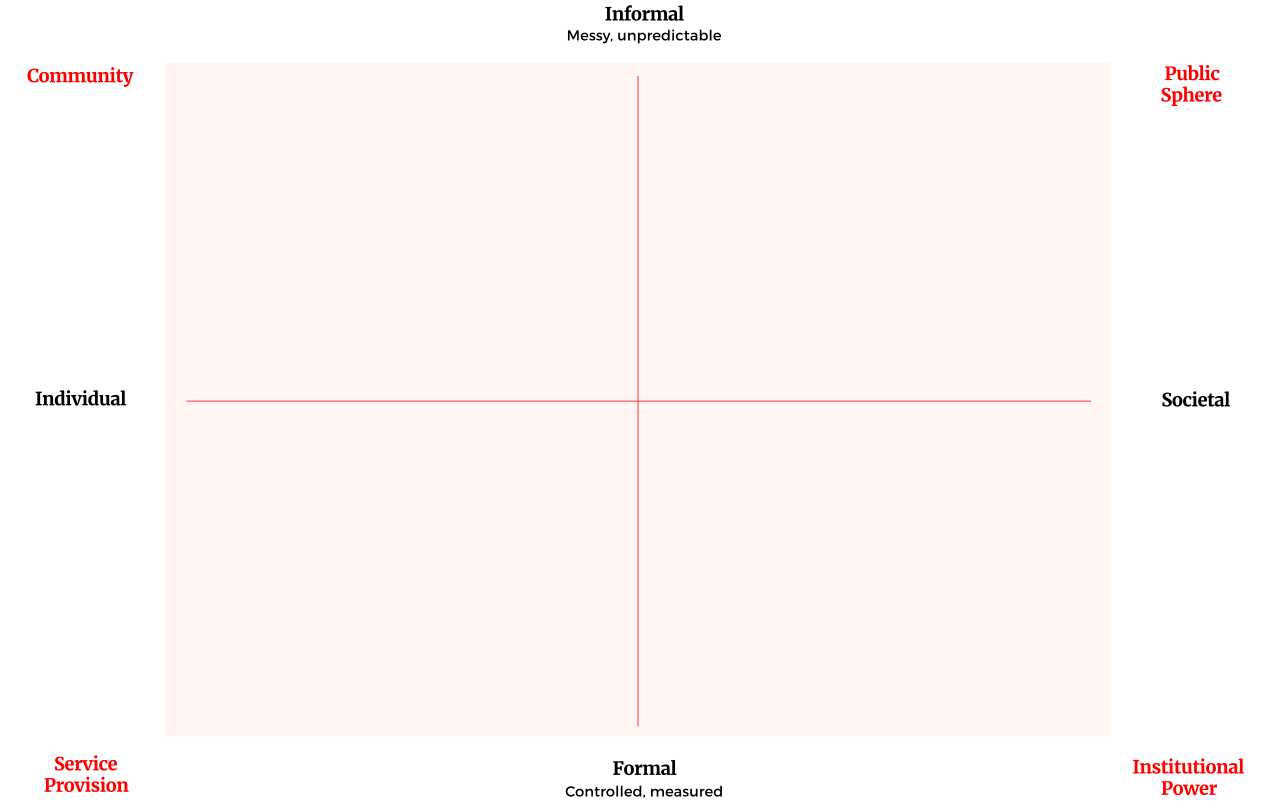 Informal
Messy, unpredictable
Community
Public
Sphere
Individual
Societal
Service
Provision
Formal
Controlled, measured
Institutional
Power